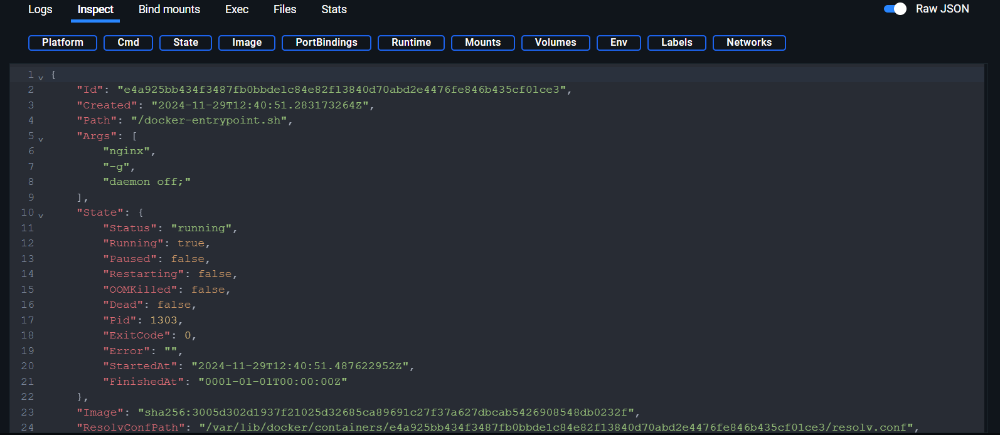 Logs Inspect Bind mounts Exec Files Stats Raw JSON
Platform Cmd State Image PortBindings Runtime Mounts Volumes Env Labels Networks
1 {
2 "Id": "e4a925bb434f3487fb0bbde1c84e82f13840d70abd2e4476fe846b435cf01ce3",
3 "Created": "2024-11-29T12:40:51.283173264Z",
4 "Path": "/docker-entrypoint.sh",
5 "Args": [
6 "nginx",
7 "-g",
8 "daemon off;"
9 ],
10 "State": {
11 "Status": "running",
12 "Running": true,
13 "Paused": false,
14 "Restarting": false,
15 "OOMKilled": false,
16 "Dead": false,
17 "Pid": 1303,
18 "ExitCode": 0,
19 "Error": "",
20 "StartedAt": "2024-11-29T12:40:51.487622952Z",
21 "FinishedAt": "0001-01-01T00:00:00Z"
22 },
23 "Image": "sha256:3005d302d1937f21025d32685ca89691c27f37a627dbcab5426908548db0232f",
24 "ResolvConfPath": "/var/lib/docker/containers/e4a925bb434f3487fb0bbde1c84e82f13840d70abd2e4476fe846b435cf01ce3/resolv.conf",